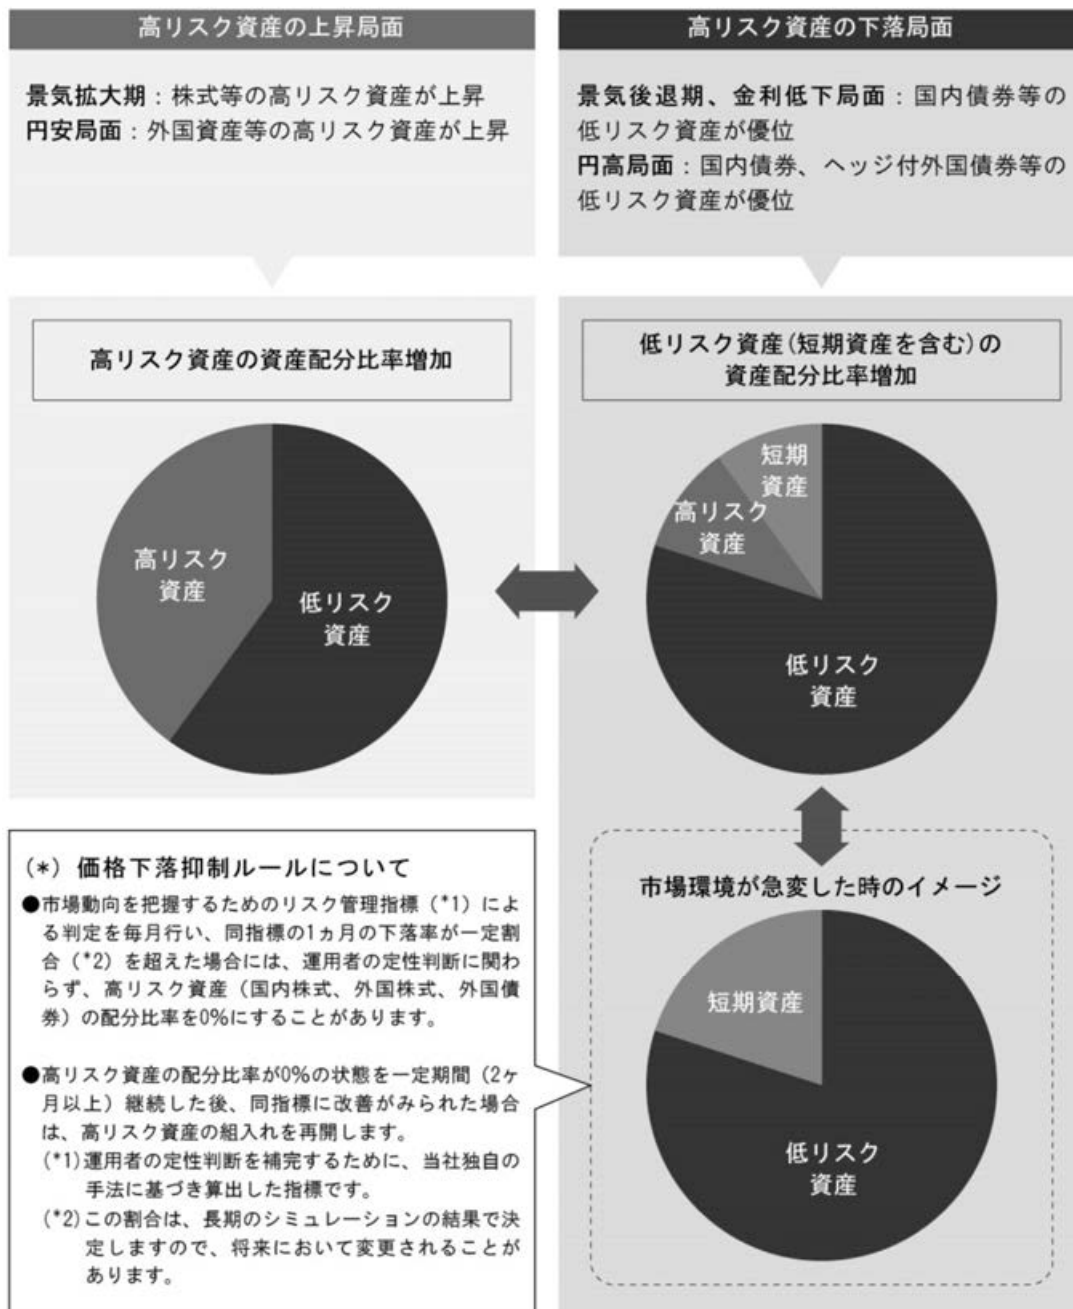 高リスク資産の上昇局面
景気拡大期：株式等の高リスク資産が上昇
円安局面：外国資産等の高リスク資産が上昇
高リスク資産の資産配分比率増加
高リスク
資産
低リスク
資産
高リスク資産の下落局面
景気後退期、金利低下局面：国内債券等の
低リスク資産が優位
円高局面：国内債券、ヘッジ付外国債券等の
低リスク資産が優位
低リスク資産(短期資産を含む)の
資産配分比率増加
短期
資産
高リスク
資産
低リスク
資産
(*) 価格下落抑制ルールについて
●市場動向を把握するためのリスク管理指標（*1）によ
る判定を毎月行い、同指標の1ヵ月の下落率が一定割
合（*2）を超えた場合には、運用者の定性判断に関わ
らず、高リスク資産（国内株式、外国株式、外国債
券）の配分比率を0%にすることがあります。
●高リスク資産の配分比率が0%の状態を一定期間（2ヶ
月以上）継続した後、同指標に改善がみられた場合
は、高リスク資産の組入れを再開します。
(*1)運用者の定性判断を補完するために、当社独自の
手法に基づき算出した指標です。
(*2)この割合は、長期のシミュレーションの結果で決
定しますので、将来において変更されることが
あります。
市場環境が急変した時のイメージ
短期資産
低リスク
資産